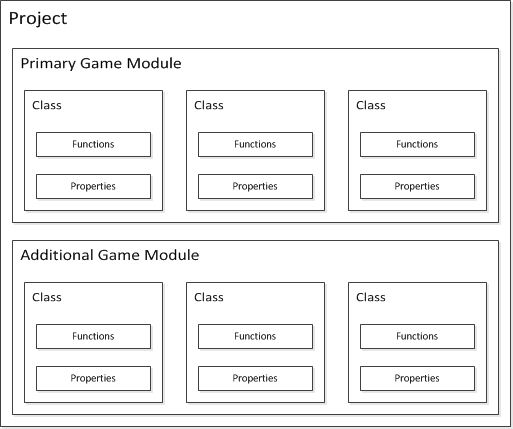 Project
Primary Game Module
Class Class Class
Functions Functions Functions
Properties Properties Properties
Additional Game Module
Class Class Class
Functions Functions Functions
Properties Properties Properties